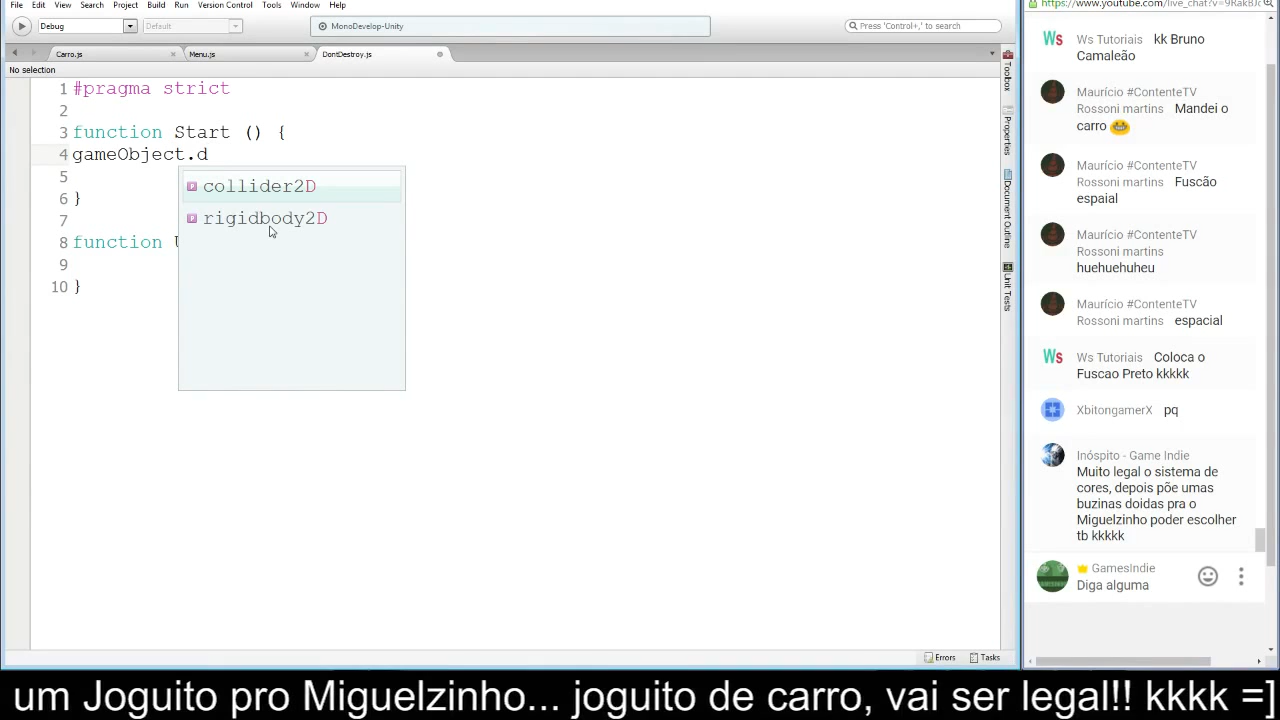 File Edit View Search Project Build Run Version Control Tools Window Help
Debug
Default
MonoDevelop-Unity
Press 'Control+,' to search
Carro.js
Menu.js
DontDestroy.js
No selection
1 #pragma strict
2
3 function Start () {
4 gameObject.d
5
6 }
7
8 function U
9
10 }
collider2D
rigidbody2D
Toolbox
Properties
Document Outline
Unit Tests
Errors
Tasks
Ws Tutoriais kk Bruno
Camaleão
Maurício #ContenteTV
Rossoni martins Mandei o
carro
Maurício #ContenteTV
Rossoni martins Fuscão
espaial
Maurício #ContenteTV
Rossoni martins
huehuehuheu
Maurício #ContenteTV
Rossoni martins espacial
Ws Tutoriais Coloca o
Fuscao Preto kkkkk
XbitongamerX pq
Inóspito - Game Indie
Muito legal o sistema de
cores, depois põe umas
buzinas doidas pra o
Miguelzinho poder escolher
tb kkkkk
GamesIndie
Diga alguma
um Joguito pro Miguelzinho... joguito de carro, vai ser legal!! kkkk =]